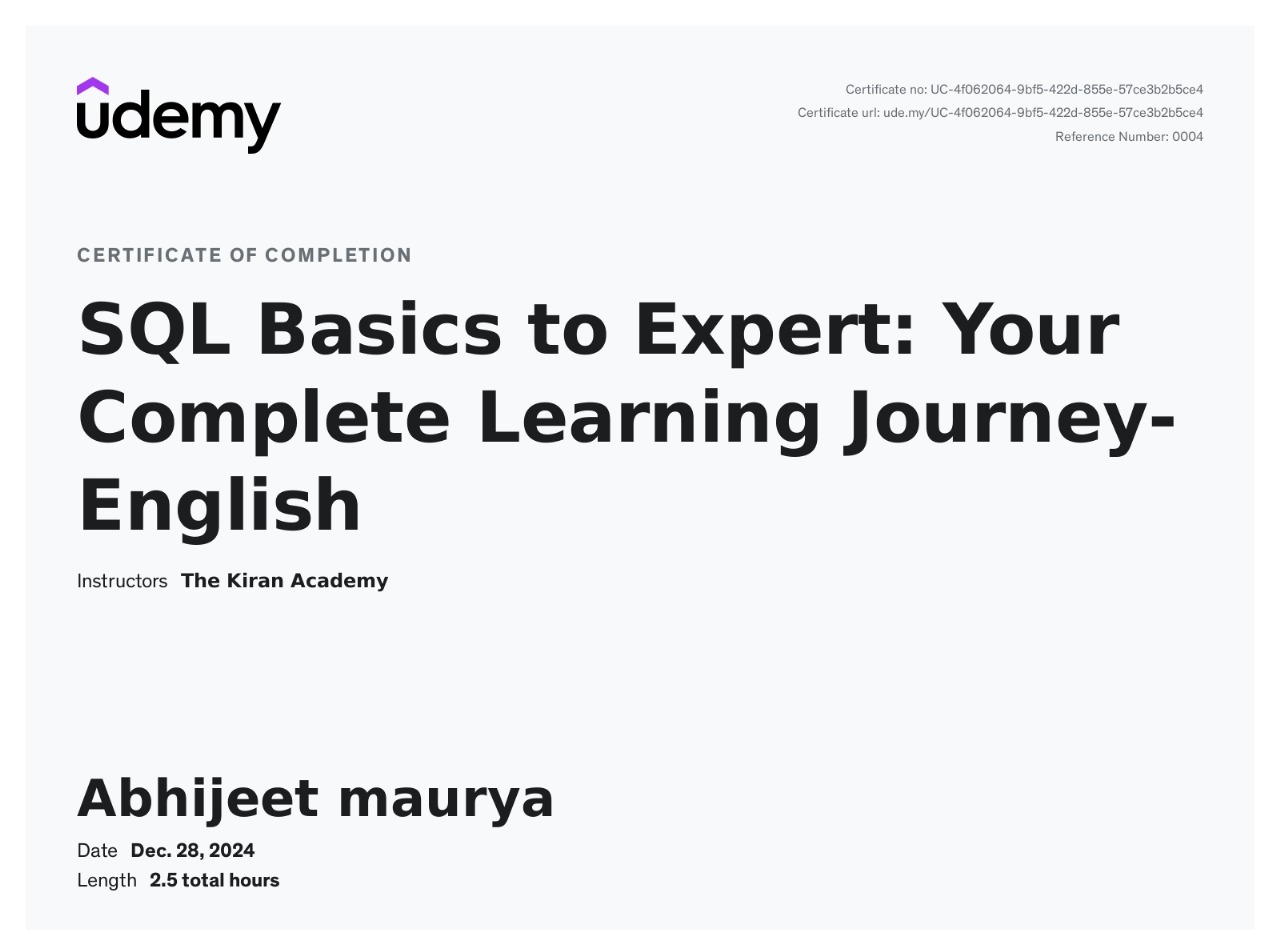 udemy
Certificate no: UC-4f062064-9bf5-422d-855e-57ce3b2b5ce4
Certificate url: ude.my/UC-4f062064-9bf5-422d-855e-57ce3b2b5ce4
Reference Number: 0004
CERTIFICATE OF COMPLETION
SQL Basics to Expert: Your
Complete Learning Journey-
English
Instructors The Kiran Academy
Abhijeet maurya
Date Dec. 28, 2024
Length 2.5 total hours